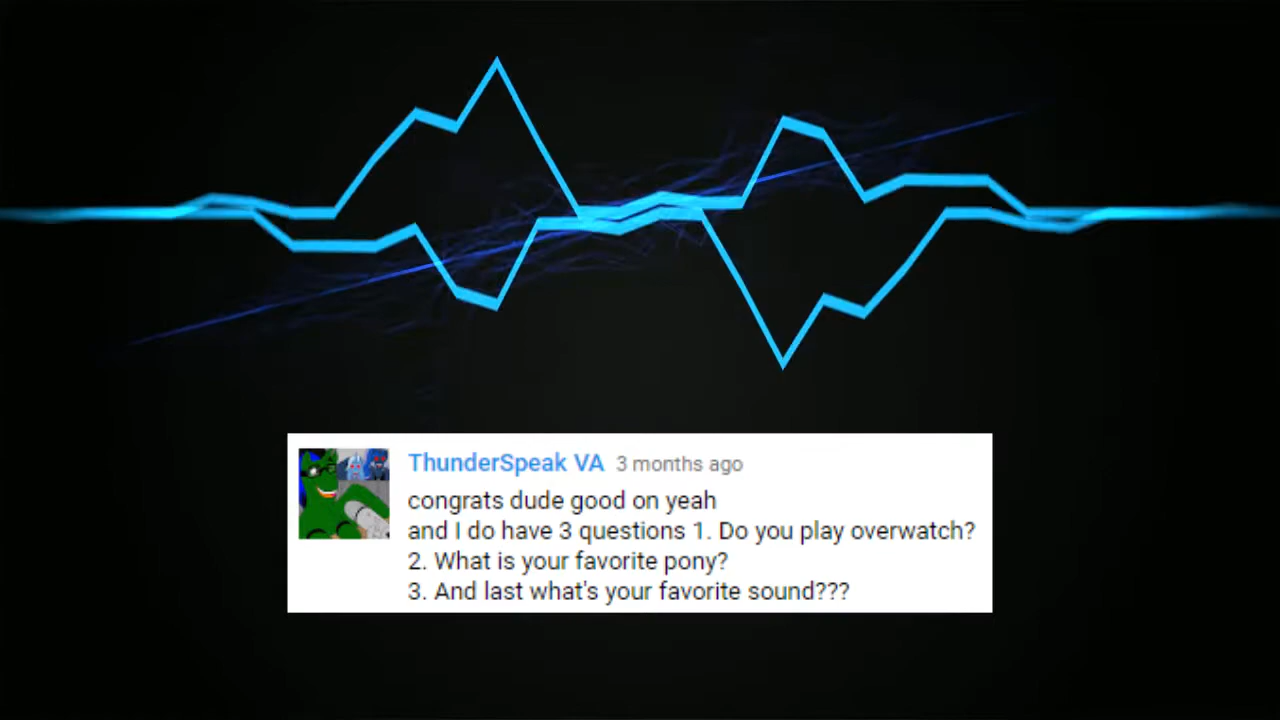 ThunderSpeak VA 3 months ago
congrats dude good on yeah
and I do have 3 questions 1. Do you play overwatch?
2. What is your favorite pony?
3. And last what's your favorite sound???